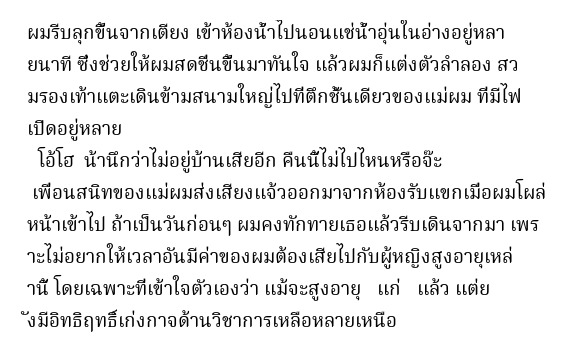 ผมรีบลุกขึ้นจากเตียง เข้าห้องน้ำไปนอนแช่น้ำอุ่นในอ่างอยู่หลา
ยนาที ซึ่งช่วยให้ผมสดชื่นขึ้นมาทันใจ แล้วผมก็แต่งตัวลำลอง สว
มรองเท้าแตะเดินข้ามสนามใหญ่ไปที่ตึกชั้นเดียวของแม่ผม ที่มีไฟ
เปิดอยู่หลาย
โอ้โฮ น้านึกว่าไม่อยู่บ้านเสียอีก คืนนี้ไม่ไปไหนหรือจ๊ะ
เพื่อนสนิทของแม่ผมส่งเสียงแจ้วออกมาจากห้องรับแขกเมื่อผมโผล่
หน้าเข้าไป ถ้าเป็นวันก่อนๆ ผมคงทักทายเธอแล้วรีบเดินจากมา เพร
าะไม่อยากให้เวลาอันมีค่าของผมต้องเสียไปกับผู้หญิงสูงอายุเหล่
านี้ โดยเฉพาะที่เข้าใจตัวเองว่า แม้จะสูงอายุ แก่ แล้ว แต่ย
ังมีอิทธิฤทธิ์เก่งกาจด้านวิชาการเหลือหลายเหนือ